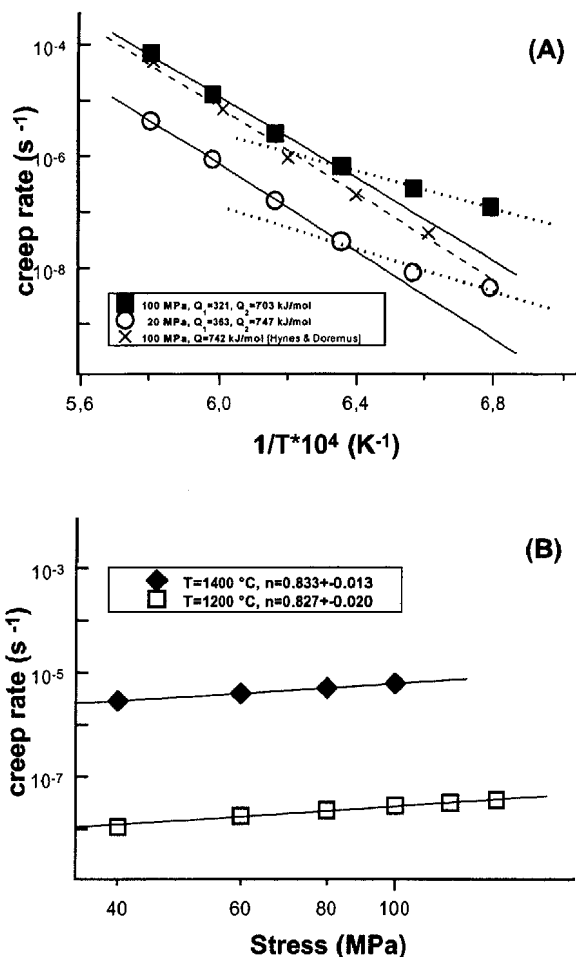 (A)
10-4
10-6
10-8
creep rate (s -1)
100 MPa, Q1=321, Q2=703 kJ/mol
20 MPa, Q1=363, Q2=747 kJ/mol
100 MPa, Q=742 kJ/mol [Hynes & Doremus]
5,6 6,0 6,4 6,8
1/T*10⁴ (K-1)
(B)
T=1400 °C, n=0.833+-0.013
T=1200 °C, n=0.827+-0.020
10-3
10-5
10-7
creep rate (s -1)
40 60 80 100
Stress (MPa)